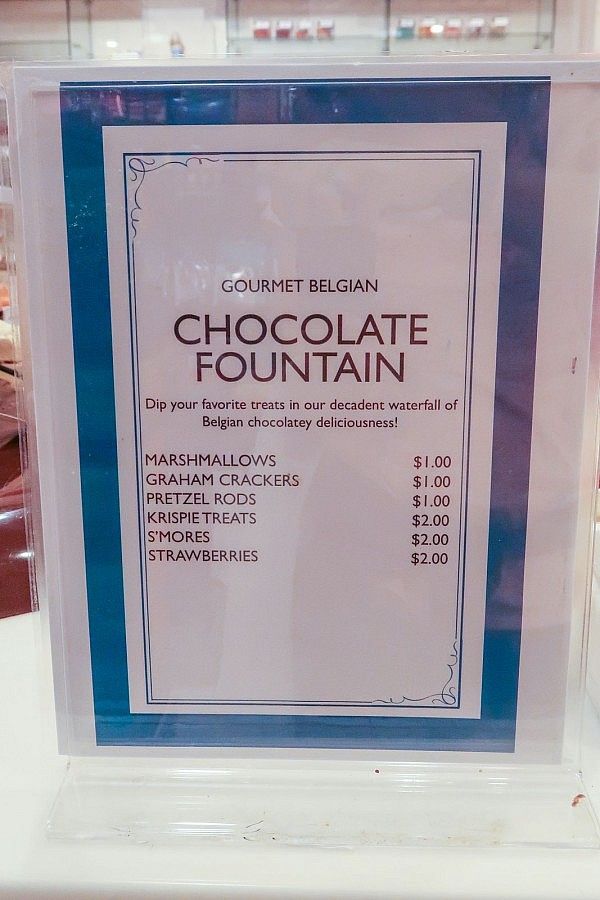 GOURMET BELGIAN
CHOCOLATE
FOUNTAIN
Dip your favorite treats in our decadent waterfall of
Belgian chocolatey deliciousness!
MARSHMALLOWS $1.00
GRAHAM CRACKERS $1.00
PRETZEL RODS $1.00
KRISPIE TREATS $2.00
S'MORES $2.00
STRAWBERRIES $2.00